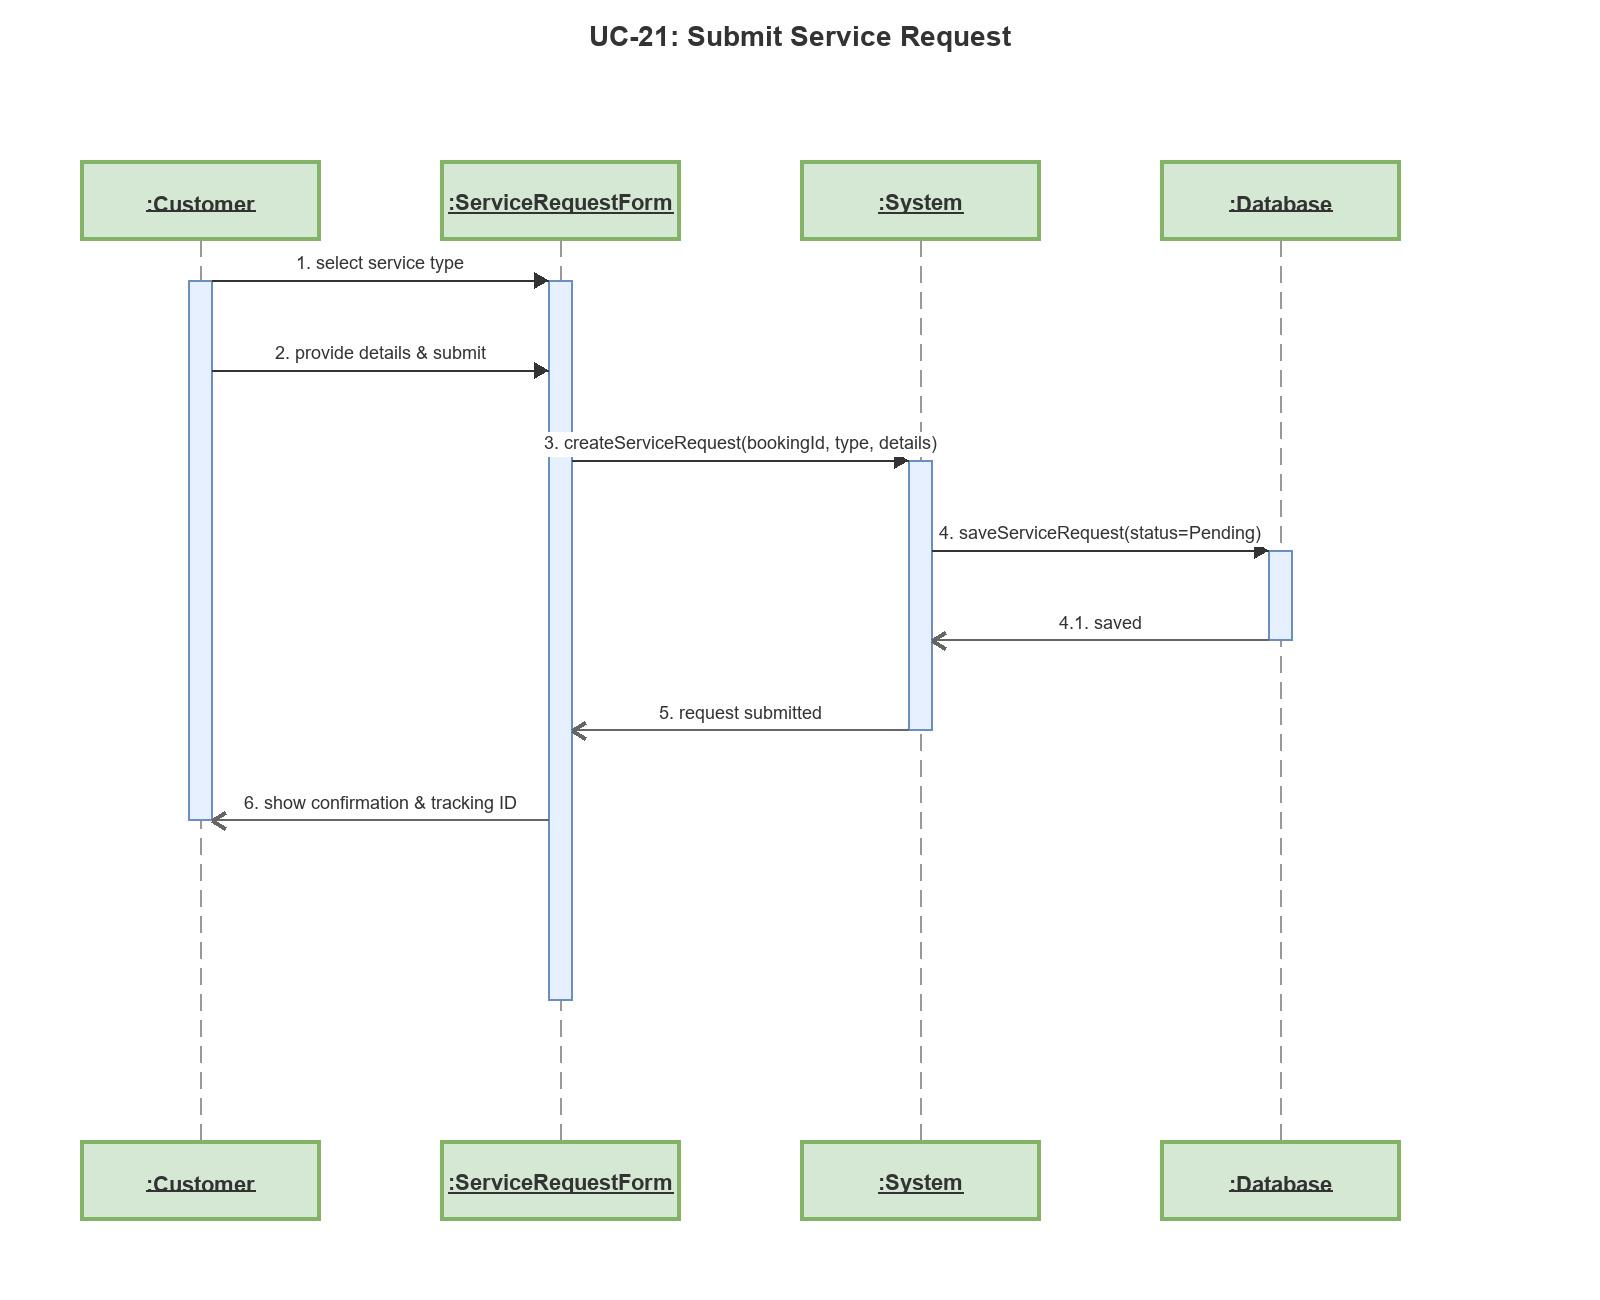 UC-21: Submit Service Request
:Customer
:ServiceRequestForm
:System
:Database
1. select service type
2. provide details & submit
3. createServiceRequest(bookingId, type, details)
4. saveServiceRequest(status=Pending)
4.1. saved
5. request submitted
6. show confirmation & tracking ID
:Customer
:ServiceRequestForm
:System
:Database